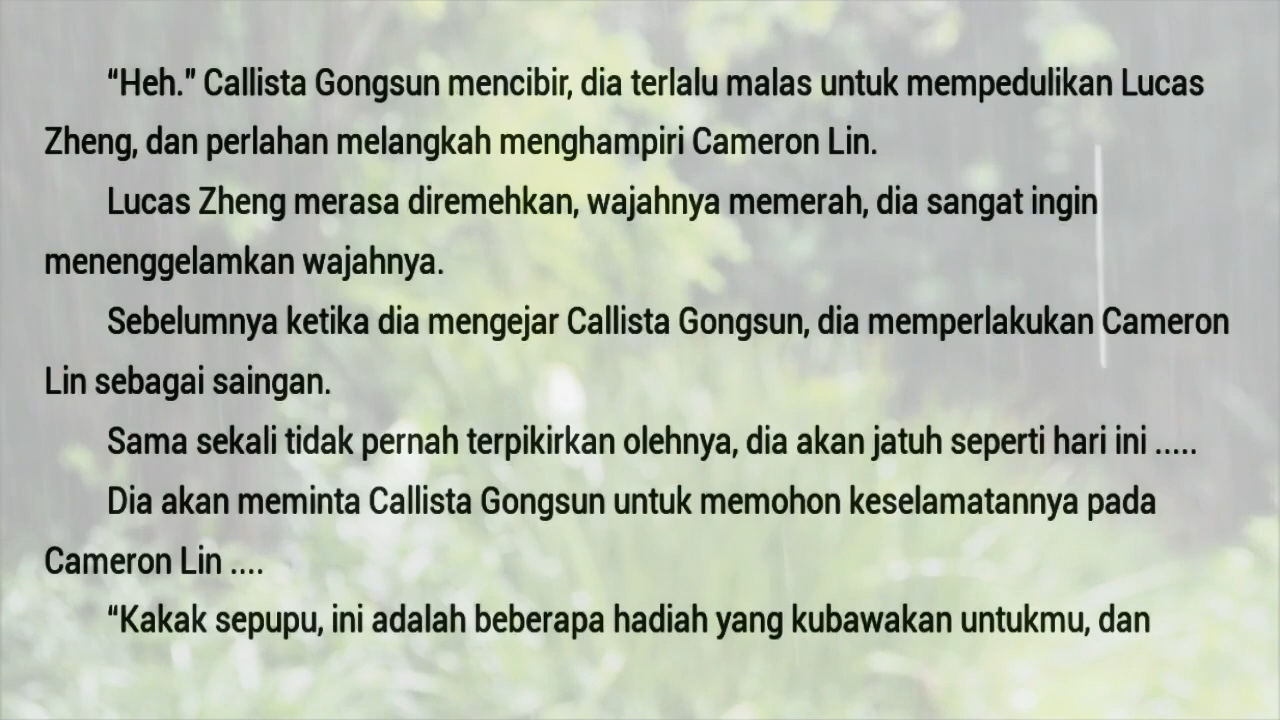 “Heh.” Callista Gongsun mencibir, dia terlalu malas untuk mempedulikan Lucas
Zheng, dan perlahan melangkah menghampiri Cameron Lin.
Lucas Zheng merasa diremehkan, wajahnya memerah, dia sangat ingin
menenggelamkan wajahnya.
Sebelumnya ketika dia mengejar Callista Gongsun, dia memperlakukan Cameron
Lin sebagai saingan.
Sama sekali tidak pernah terpikirkan olehnya, dia akan jatuh seperti hari ini .....
Dia akan meminta Callista Gongsun untuk memohon keselamatannya pada
Cameron Lin ....
“Kakak sepupu, ini adalah beberapa hadiah yang kubawakan untukmu, dan